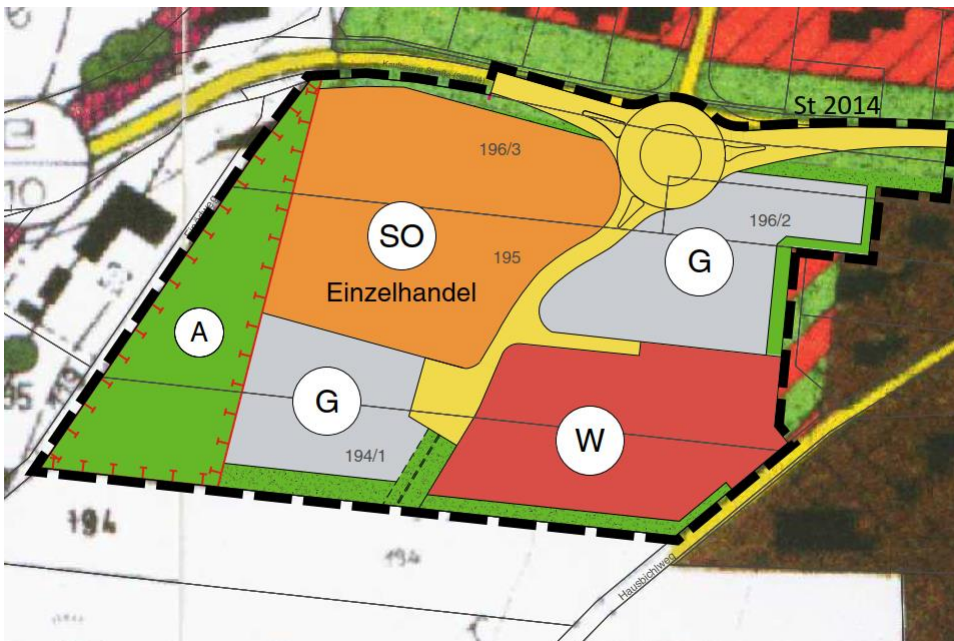 St 2014
196/3
196/2
SO
195
G
Einzelhandel
A
G
W
194/1
194
194
Hausbichlweg